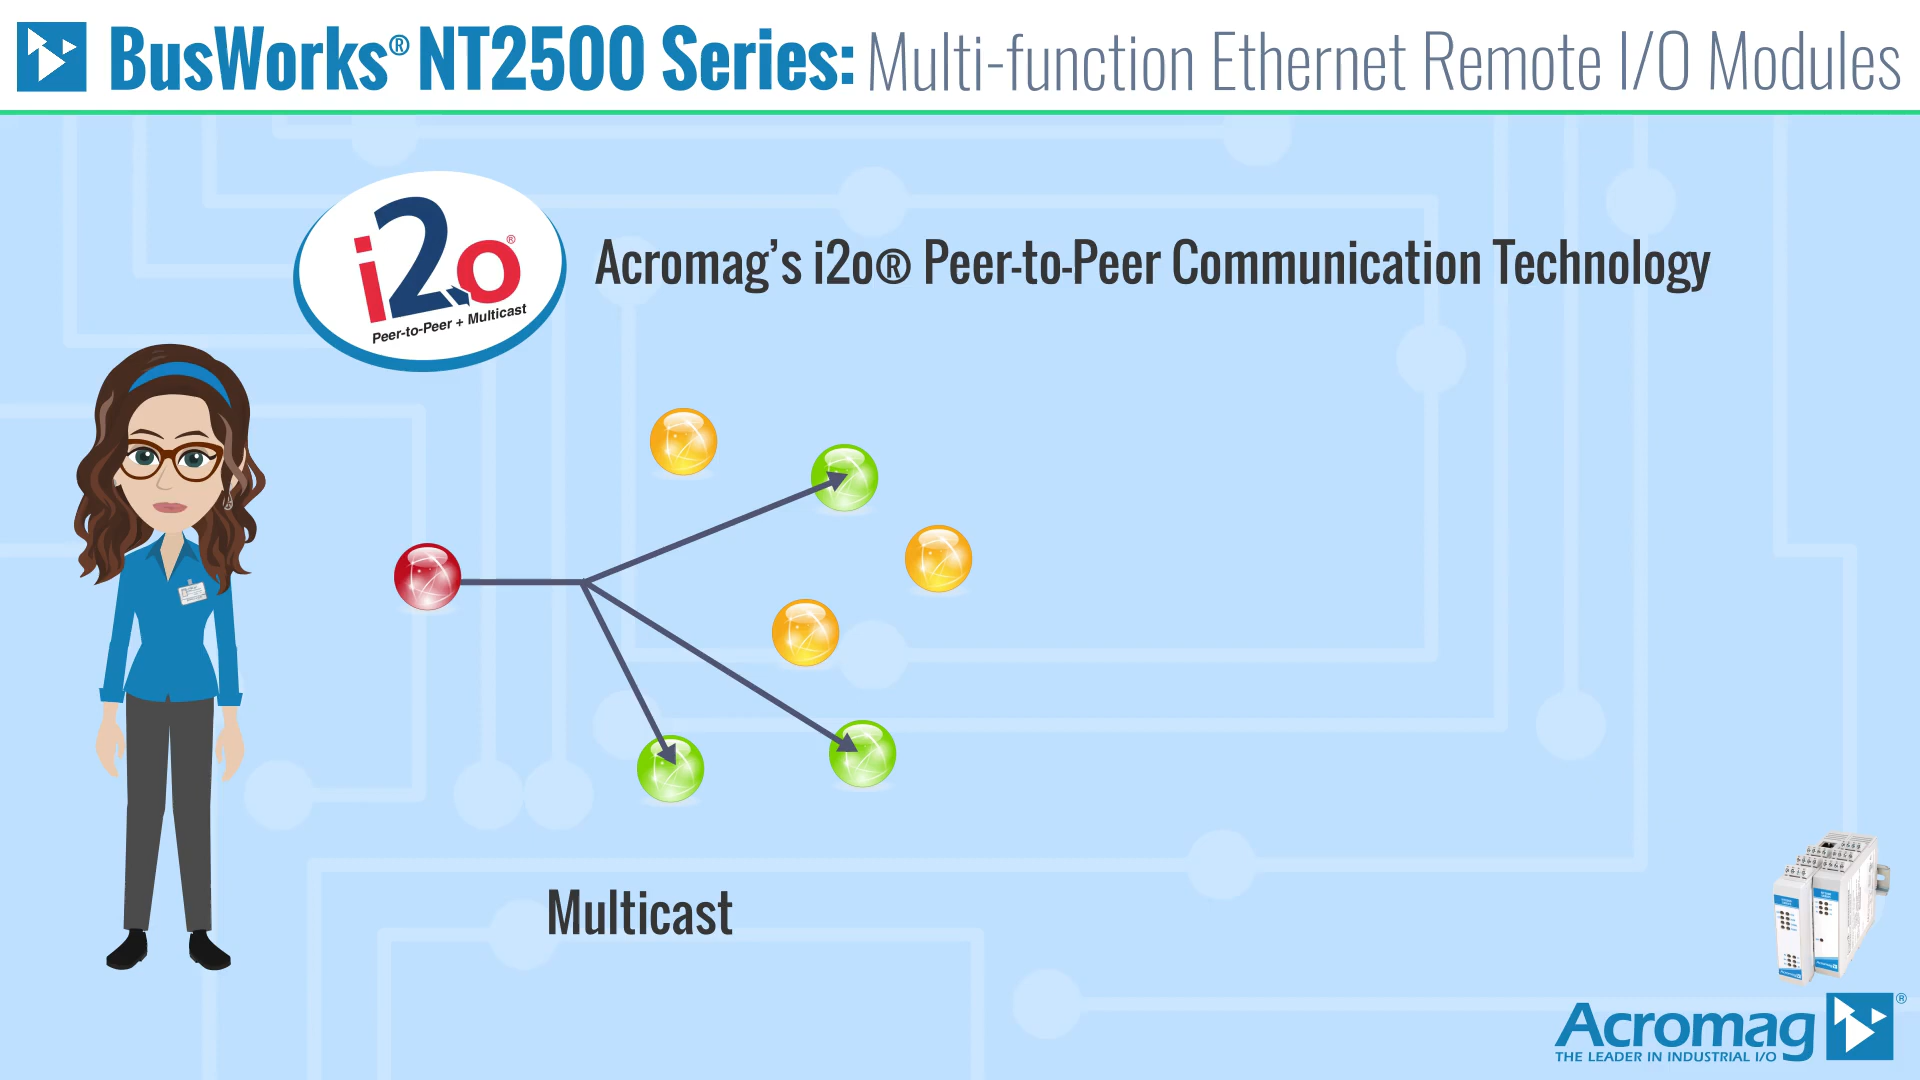 BusWorks® NT2500 Series: Multi-function Ethernet Remote I/O Modules
i2o®
Peer-to-Peer + Multicast
Acromag's i2o® Peer-to-Peer Communication Technology
Multicast
Acromag ®
THE LEADER IN INDUSTRIAL I/O